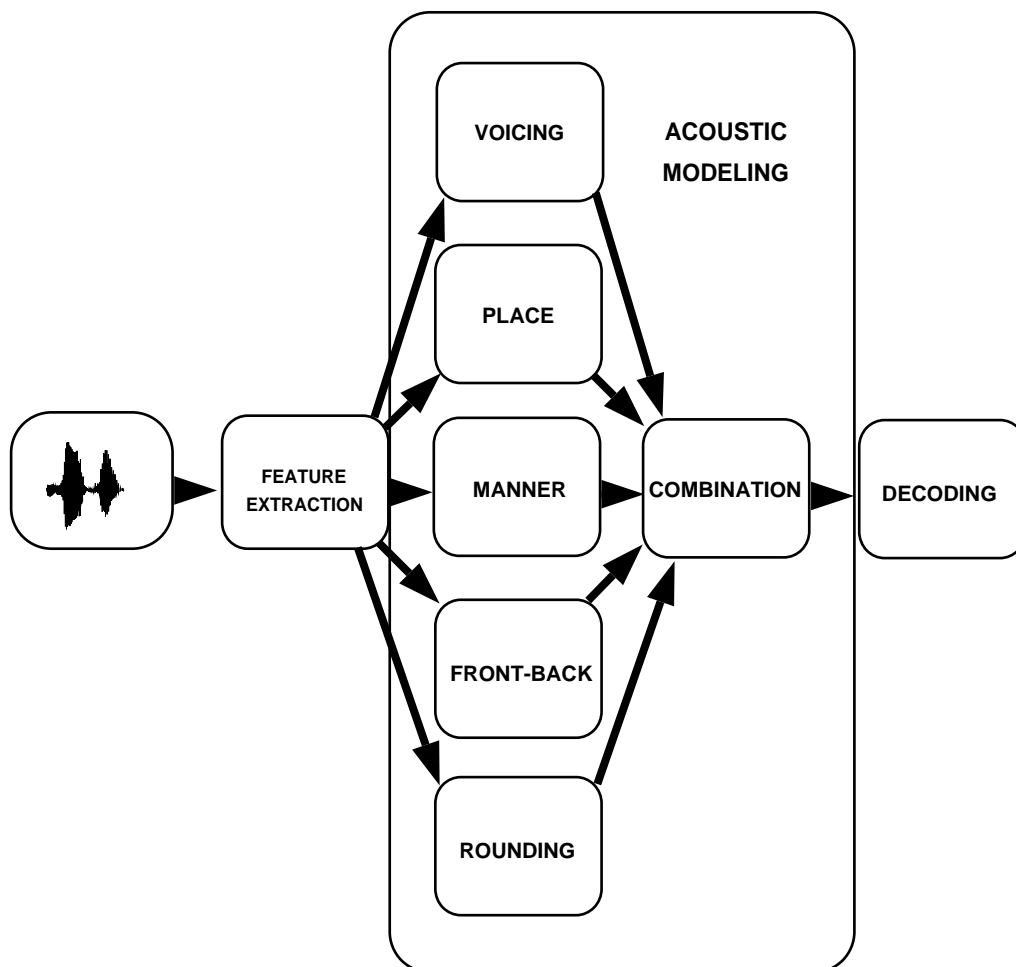 VOICING
ACOUSTIC
MODELING
PLACE
FEATURE
EXTRACTION
MANNER
COMBINATION
DECODING
FRONT-BACK
ROUNDING